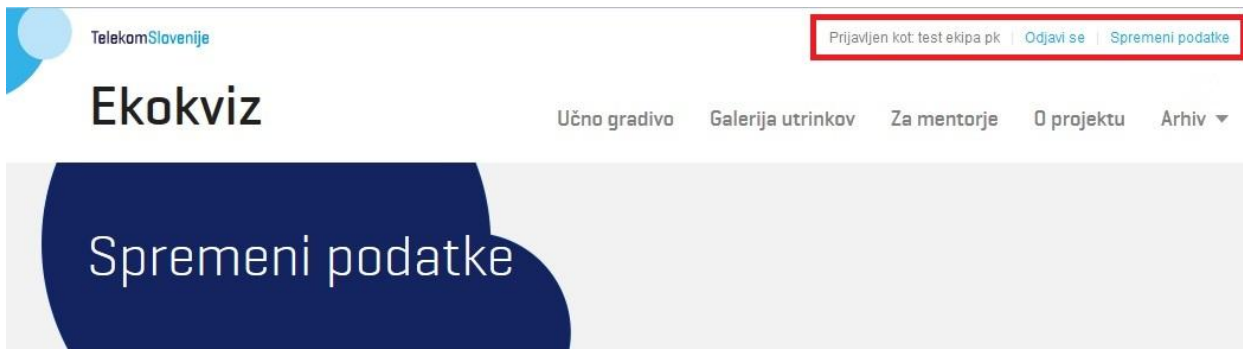 TelekomSlovenije
Prijavljen kot: test ekipa pk | Odjavi se | Spremeni podatke
Ekokviz
Učno gradivo Galerija utrinkov Za mentorje O projektu Arhiv
Spremeni podatke